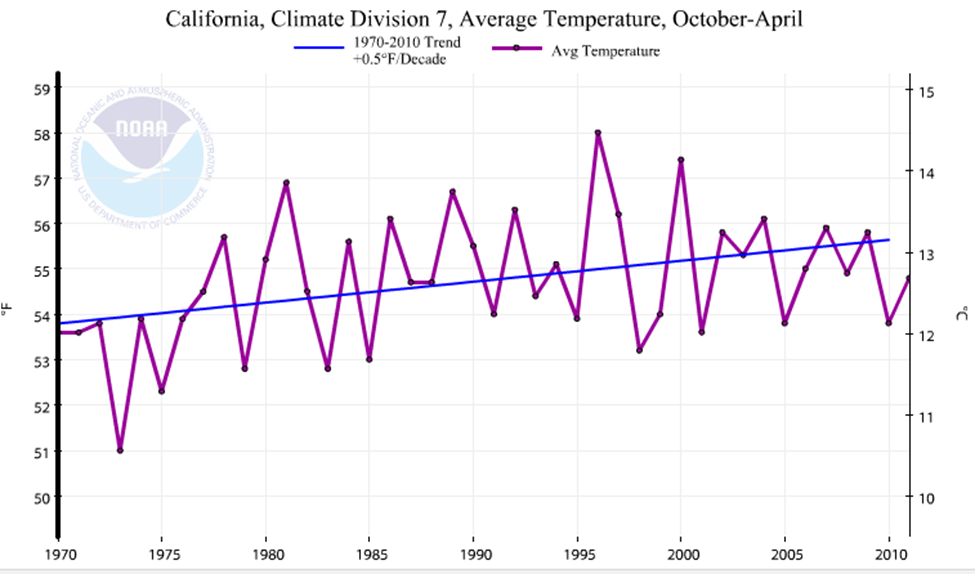 California, Climate Division 7, Average Temperature, October-April
1970-2010 Trend
+0.5°F/Decade
Avg Temperature
NATIONAL OCEANIC AND ATMOSPHERIC ADMINISTRATION
NOAA
U.S. DEPARTMENT OF COMMERCE
59
58
57
56
55
54
53
52
51
50
°F
15
14
13
12
11
10
°C
1970
1975
1980
1985
1990
1995
2000
2005
2010